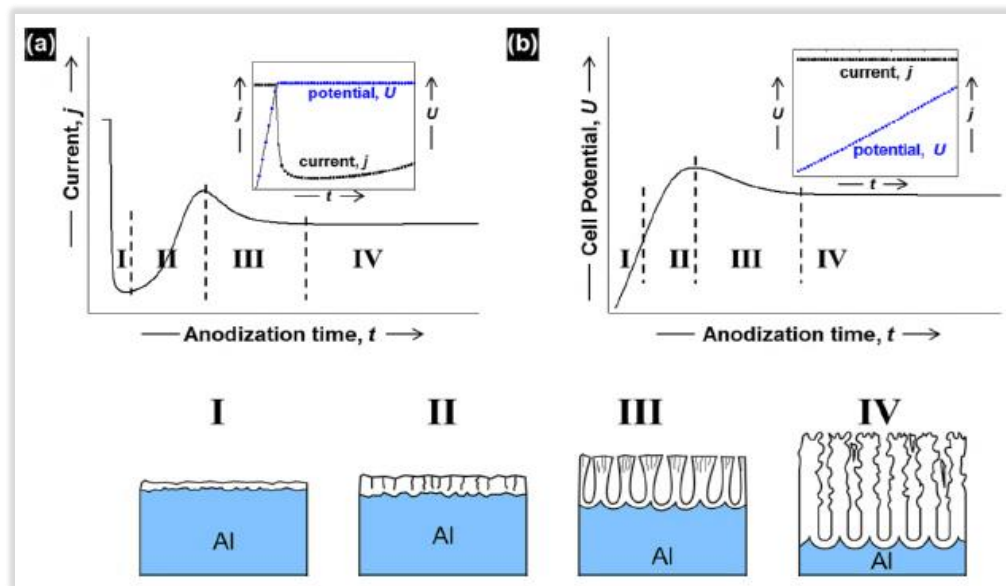 (a)
Current, j
j
potential, U
U
current, j
t
I
II
III
IV
Anodization time, t
(b)
Cell Potential, U
U
current, j
j
potential, U
t
I
II
III
IV
Anodization time, t
I
II
III
IV
Al
Al
Al
Al